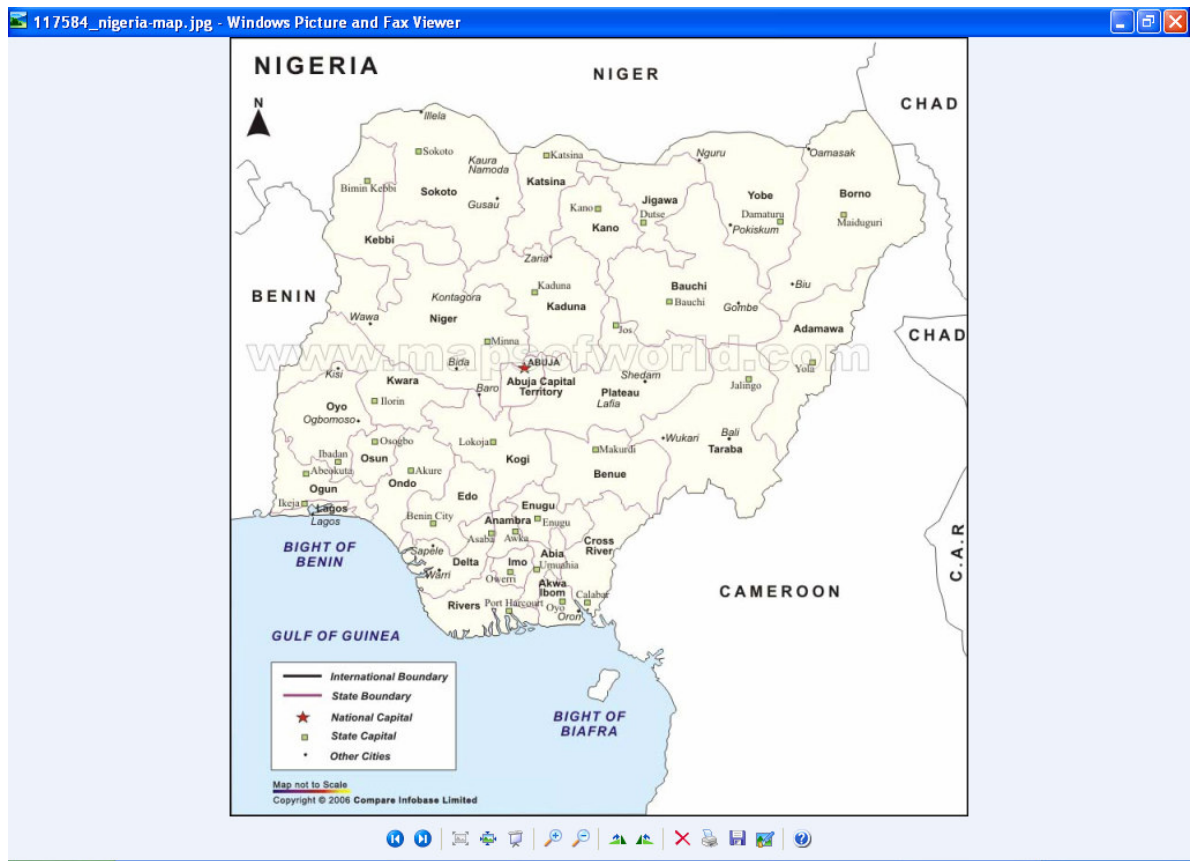 117584_nigeria-map.jpg - Windows Picture and Fax Viewer
NIGERIA
NIGER
CHAD
N
Illela
Sokoto
Kaura
Namoda
Katsina
Nguru
Damasak
Bimin Kebbi
Sokoto
Katsina
Gusau
Jigawa
Yobe
Borno
Kano
Dutse
Damaturu
Maiduguri
Kano
Pokiskum
Kebbi
Zaria
BENIN
Kontagora
Kaduna
Bauchi
Biu
Niger
Kaduna
Bauchi
Gombe
Wawa
Jos
Adamawa
CHAD
Minna
www.mapsofworld.com
Kisi
Bida
ABUJA
Yola
Kwara
Baro
Abuja Capital
Territory
Shedam
Plateau
Lafia
Jalingo
Oyo
Ilorin
Ogbomoso
Osogbo
Lokoja
Kogi
Makurdi
Wukari
Bali
Taraba
Ibadan
Osun
Abeokuta
Akure
Benue
Ogun
Ondo
Edo
Ikeja
Lagos
Lagos
Benin City
Enugu
Anambra
Enugu
Asaba
Awka
Cross
River
BIGHT OF
BENIN
Sapele
Delta
Imo
Abia
Umuahia
Warri
Owerri
Akwa
Ibom
C.A.R
CAMEROON
Rivers
Port Harcourt
Oyo
Calabar
Oron
GULF OF GUINEA
International Boundary
State Boundary
National Capital
State Capital
Other Cities
BIGHT OF
BIAFRA
Map not to Scale
Copyright © 2006 Compare Infobase Limited